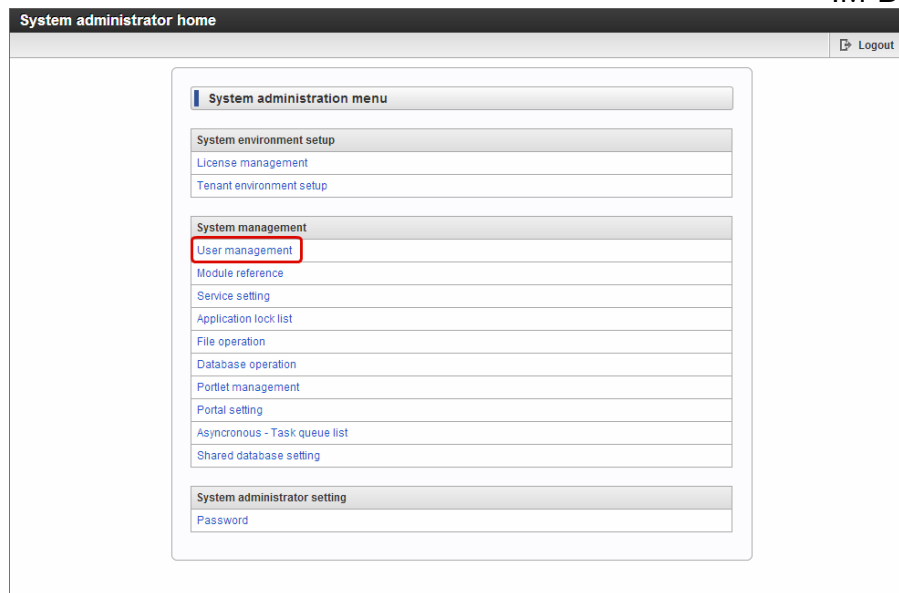 System administrator home
Logout
System administration menu
System environment setup
License management
Tenant environment setup
System management
User management
Module reference
Service setting
Application lock list
File operation
Database operation
Portlet management
Portal setting
Asyncronous - Task queue list
Shared database setting
System administrator setting
Password